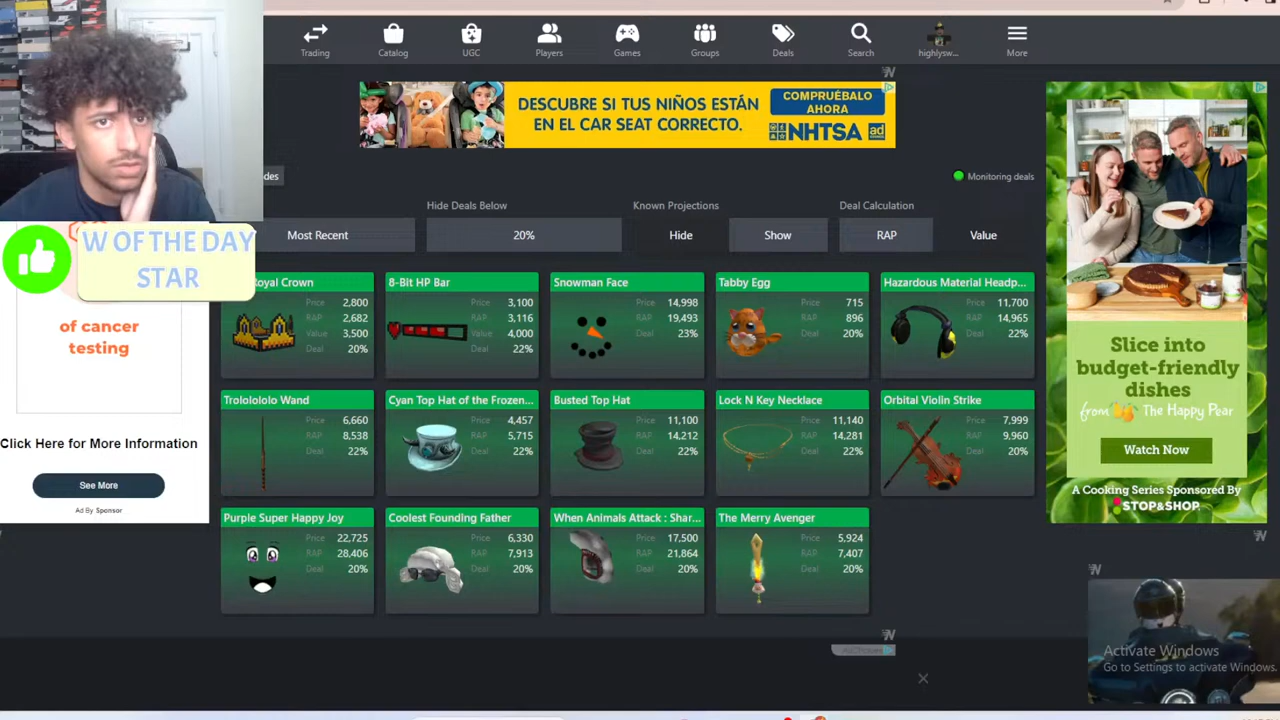 Trading
Catalog
UGC
Players
Games
Groups
Deals
Search
highlysw...
More
DESCUBRE SI TUS NIÑOS ESTÁN
EN EL CAR SEAT CORRECTO.
COMPRUÉBALO
AHORA
NHTSA
ad
des
Monitoring deals
Hide Deals Below
Known Projections
Deal Calculation
Most Recent
20%
Hide
Show
RAP
Value
W OF THE DAY
STAR
of cancer
testing
Click Here for More Information
See More
Ad By Sponsor
oyal Crown
Price 2,800
RAP 2,682
Value 3,500
Deal 20%
8-Bit HP Bar
Price 3,100
RAP 3,116
Value 4,000
Deal 22%
Snowman Face
Price 14,998
RAP 19,493
Deal 23%
Tabby Egg
Price 715
RAP 896
Deal 20%
Hazardous Material Headp...
Price 11,700
RAP 14,965
Deal 22%
Trolololo Wand
Price 6,660
RAP 8,538
Deal 22%
Cyan Top Hat of the Frozen...
Price 4,457
RAP 5,715
Deal 22%
Busted Top Hat
Price 11,100
RAP 14,212
Deal 22%
Lock N Key Necklace
Price 11,140
RAP 14,281
Deal 22%
Orbital Violin Strike
Price 7,999
RAP 9,960
Deal 20%
Purple Super Happy Joy
Price 22,725
RAP 28,406
Deal 20%
Coolest Founding Father
Price 6,330
RAP 7,913
Deal 20%
When Animals Attack : Shar...
Price 17,500
RAP 21,864
Deal 20%
The Merry Avenger
Price 5,924
RAP 7,407
Deal 20%
Slice into
budget-friendly
dishes
from The Happy Pear
Watch Now
A Cooking Series Sponsored By
STOP&SHOP
Activate Windows
Go to Settings to activate Windows.